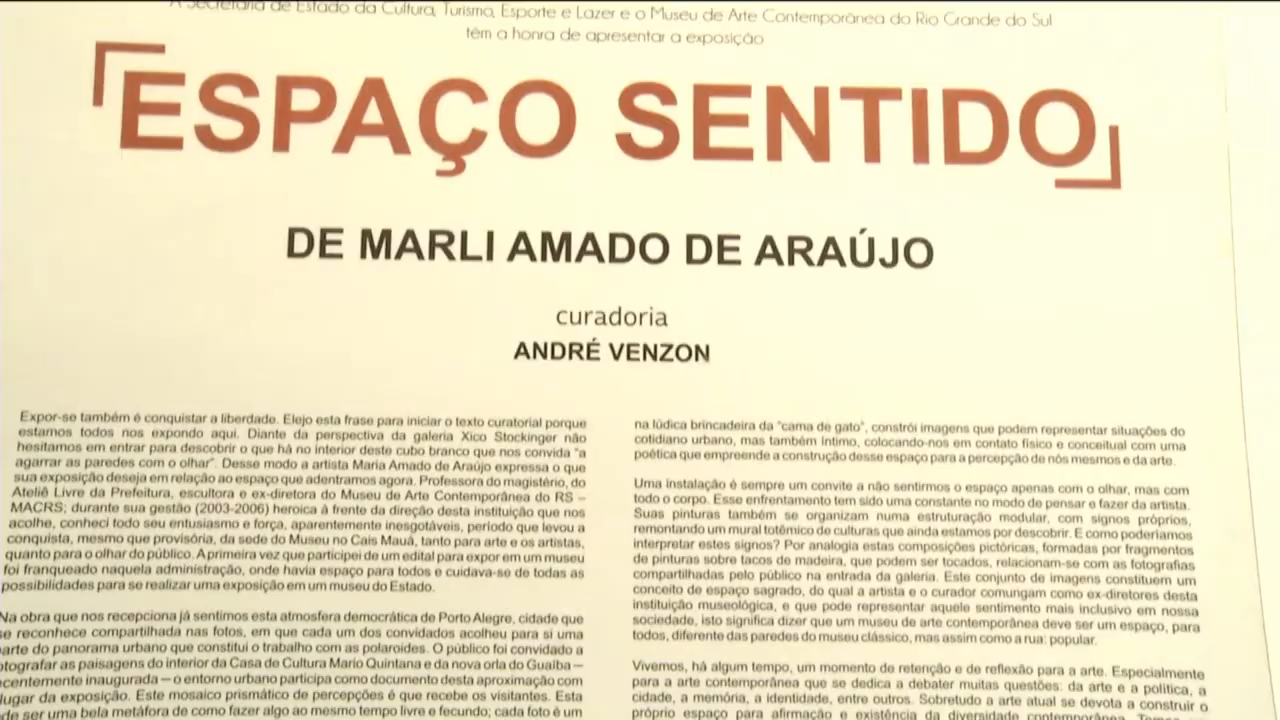 A Secretaria de Estado da Cultura, Turismo, Esporte e Lazer e o Museu de Arte Contemporânea do Rio Grande do Sul
têm a honra de apresentar a exposição
ESPAÇO SENTIDO
DE MARLI AMADO DE ARAÚJO
curadoria
ANDRÉ VENZON
Expor-se também é conquistar a liberdade. Elejo esta frase para iniciar o texto curatorial porque
estamos todos nos expondo aqui. Diante da perspectiva da galeria Xico Stockinger não
hesitamos em entrar para descobrir o que há no interior deste cubo branco que nos convida "a
agarrar as paredes com o olhar". Desse modo a artista Maria Amado de Araújo expressa o que
sua exposição deseja em relação ao espaço que adentramos agora. Professora do magistério, do
Ateliê Livre da Prefeitura, escultora e ex-diretora do Museu de Arte Contemporânea do RS –
MACRS; durante sua gestão (2003-2006) heroica à frente da direção desta instituição que nos
acolhe, conheci todo seu entusiasmo e força, aparentemente inesgotáveis, período que levou a
conquista, mesmo que provisória, da sede do Museu no Cais Mauá, tanto para arte e os artistas,
quanto para o olhar do público. A primeira vez que participei de um edital para expor em um museu
foi franqueado naquela administração, onde havia espaço para todos e cuidava-se de todas as
possibilidades para se realizar uma exposição em um museu do Estado.
Na obra que nos recepciona já sentimos esta atmosfera democrática de Porto Alegre, cidade que
se reconhece compartilhada nas fotos, em que cada um dos convidados acolheu para si uma
arte do panorama urbano que constitui o trabalho com as polaroides. O público foi convidado a
otografar as paisagens do interior da Casa de Cultura Mario Quintana e da nova orla do Guaíba –
ecentemente inaugurada – o entorno urbano participa como documento desta aproximação com
lugar da exposição. Este mosaico prismático de percepções é que recebe os visitantes. Esta
de ser uma bela metáfora de como fazer algo ao mesmo tempo livre e fecundo; cada foto é um
na lúdica brincadeira da "cama de gato", constrói imagens que podem representar situações do
cotidiano urbano, mas também íntimo, colocando-nos em contato físico e conceitual com uma
poética que empreende a construção desse espaço para a percepção de nós mesmos e da arte.
Uma instalação é sempre um convite a não sentirmos o espaço apenas com o olhar, mas com
todo o corpo. Esse enfrentamento tem sido uma constante no modo de pensar e fazer da artista.
Suas pinturas também se organizam numa estruturação modular, com signos próprios,
remontando um mural totêmico de culturas que ainda estamos por descobrir. E como poderíamos
interpretar estes signos? Por analogia estas composições pictóricas, formadas por fragmentos
de pinturas sobre tacos de madeira, que podem ser tocados, relacionam-se com as fotografias
compartilhadas pelo público na entrada da galeria. Este conjunto de imagens constituem um
conceito de espaço sagrado, do qual a artista e o curador comungam como ex-diretores desta
instituição museológica, e que pode representar aquele sentimento mais inclusivo em nossa
sociedade, isto significa dizer que um museu de arte contemporânea deve ser um espaço, para
todos, diferente das paredes do museu clássico, mas assim como a rua: popular.
Vivemos, há algum tempo, um momento de retenção e de reflexão para a arte. Especialmente
para a arte contemporânea que se dedica a debater muitas questões: da arte e a política, a
cidade, a memória, a identidade, entre outros. Sobretudo a arte atual se devota a construir o
próprio espaço para afirmação e existência da diversidade contemporânea. Temos